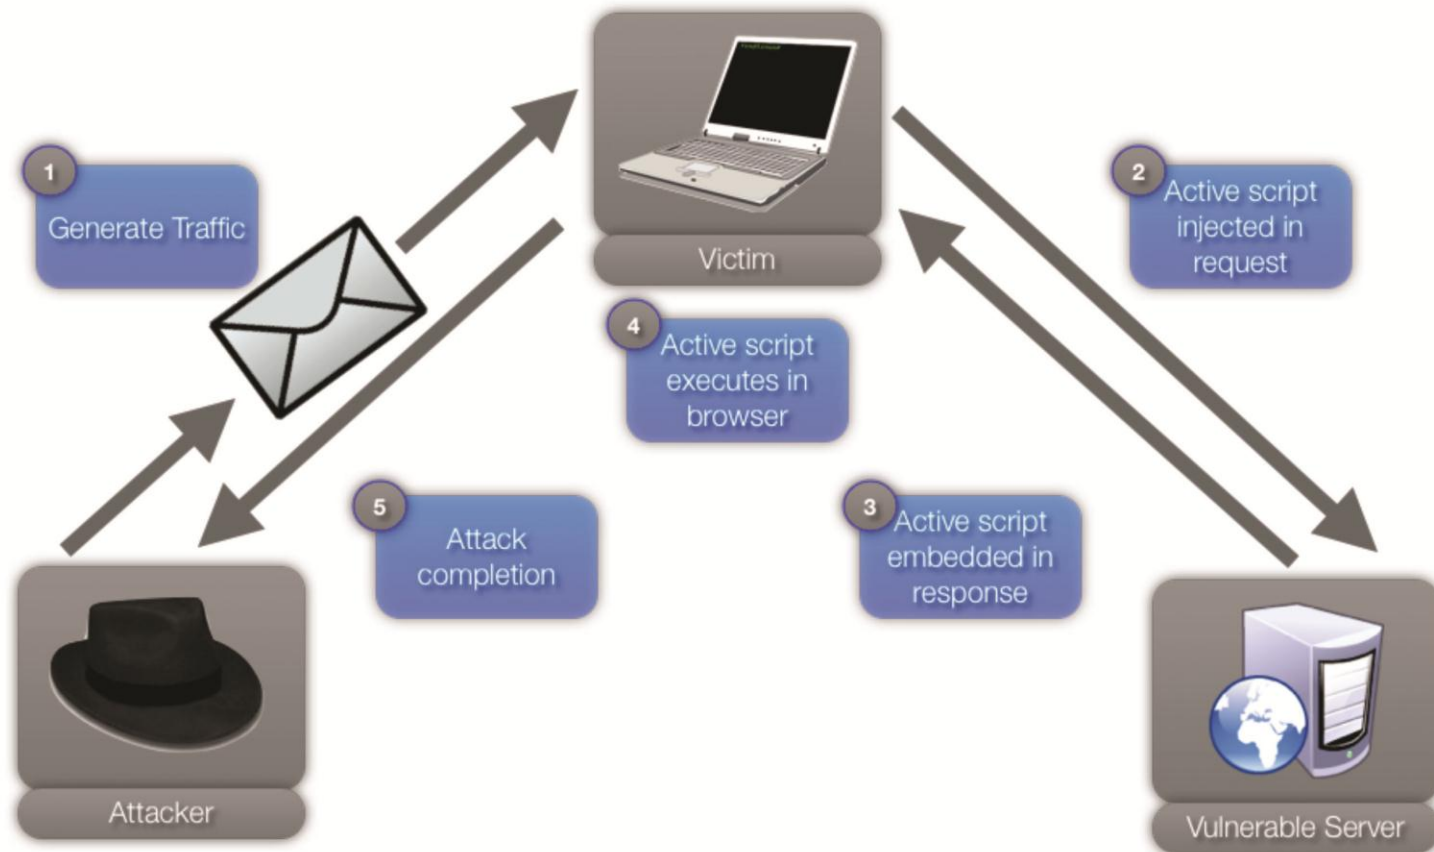 1
Generate Traffic
Victim
2
Active script
injected in
request
4
Active script
executes in
browser
5
Attack
completion
3
Active script
embedded in
response
Attacker
Vulnerable Server